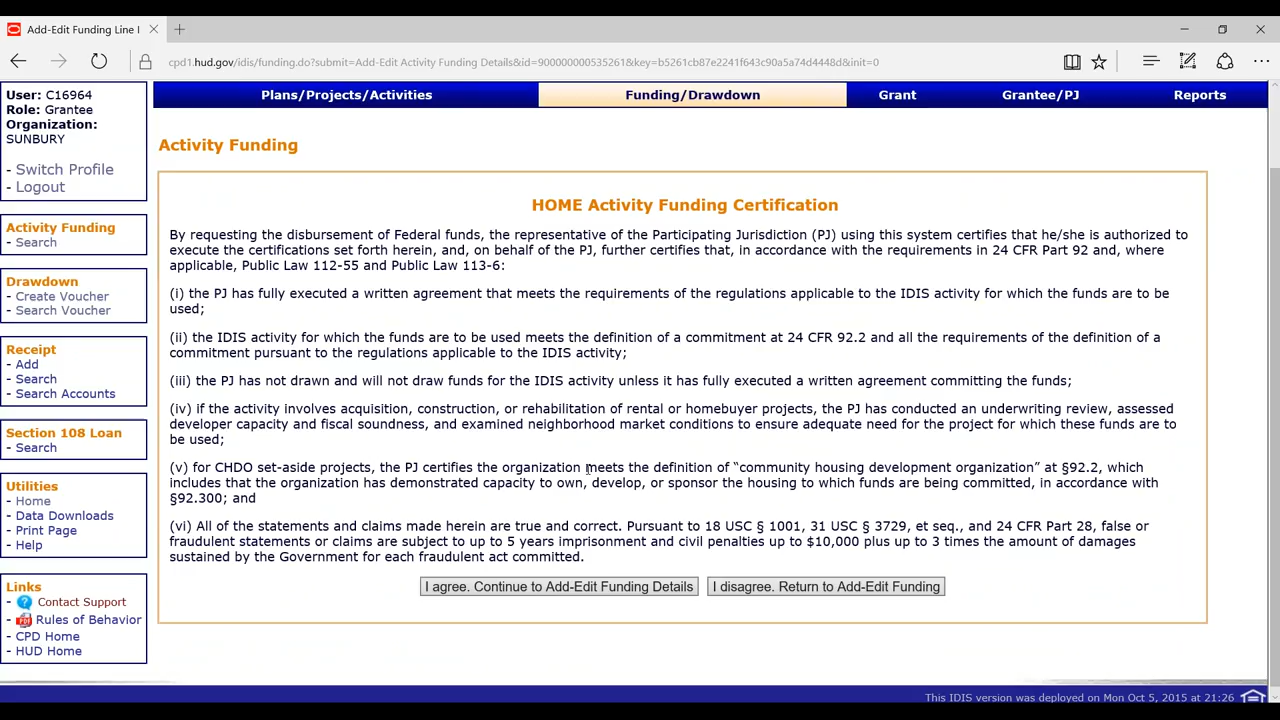 Add-Edit Funding Line I
cpd1.hud.gov/idis/funding.do?submit=Add-Edit Activity Funding Details&id=900000000535261&key=b5261cb87e2241f643c90a5a74d4448d&init=0
User: C16964
Role: Grantee
Organization:
SUNBURY
- Switch Profile
- Logout
Activity Funding
- Search
Drawdown
- Create Voucher
- Search Voucher
Receipt
- Add
- Search
- Search Accounts
Section 108 Loan
- Search
Utilities
- Home
- Data Downloads
- Print Page
- Help
Links
- Contact Support
- Rules of Behavior
- CPD Home
- HUD Home
Plans/Projects/Activities Funding/Drawdown Grant Grantee/PJ Reports
Activity Funding
HOME Activity Funding Certification
By requesting the disbursement of Federal funds, the representative of the Participating Jurisdiction (PJ) using this system certifies that he/she is authorized to
execute the certifications set forth herein, and, on behalf of the PJ, further certifies that, in accordance with the requirements in 24 CFR Part 92 and, where
applicable, Public Law 112-55 and Public Law 113-6:
(i) the PJ has fully executed a written agreement that meets the requirements of the regulations applicable to the IDIS activity for which the funds are to be
used;
(ii) the IDIS activity for which the funds are to be used meets the definition of a commitment at 24 CFR 92.2 and all the requirements of the definition of a
commitment pursuant to the regulations applicable to the IDIS activity;
(iii) the PJ has not drawn and will not draw funds for the IDIS activity unless it has fully executed a written agreement committing the funds;
(iv) if the activity involves acquisition, construction, or rehabilitation of rental or homebuyer projects, the PJ has conducted an underwriting review, assessed
developer capacity and fiscal soundness, and examined neighborhood market conditions to ensure adequate need for the project for which these funds are to
be used;
(v) for CHDO set-aside projects, the PJ certifies the organization meets the definition of “community housing development organization” at §92.2, which
includes that the organization has demonstrated capacity to own, develop, or sponsor the housing to which funds are being committed, in accordance with
§92.300; and
(vi) All of the statements and claims made herein are true and correct. Pursuant to 18 USC § 1001, 31 USC § 3729, et seq., and 24 CFR Part 28, false or
fraudulent statements or claims are subject to up to 5 years imprisonment and civil penalties up to $10,000 plus up to 3 times the amount of damages
sustained by the Government for each fraudulent act committed.
I agree. Continue to Add-Edit Funding Details I disagree. Return to Add-Edit Funding
This IDIS version was deployed on Mon Oct 5, 2015 at 21:26